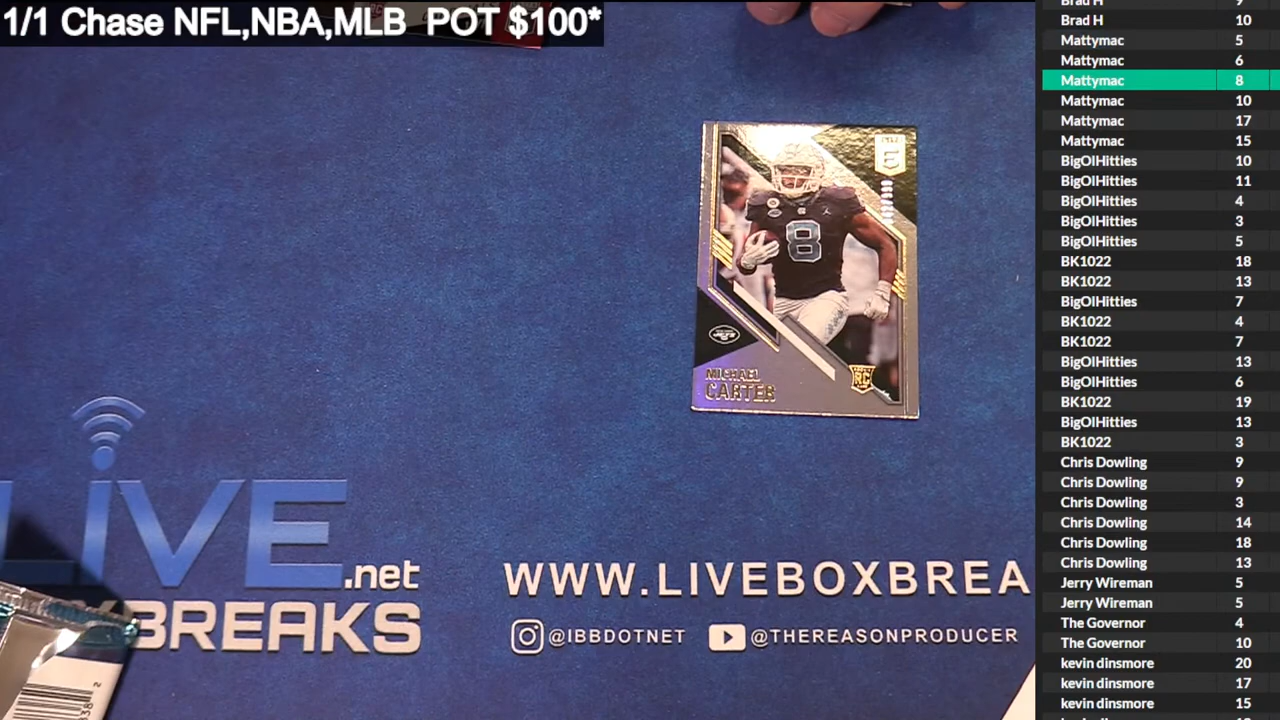 1/1 Chase NFL,NBA,MLB POT $100*
8
MICHAEL
CARTER
RC
JETS
LIVE
.net
BREAKS
WWW.LIVEBOXBREA
@IBBDOTNET
@THEREASONPRODUCER
Brad H 9
Brad H 10
Mattymac 5
Mattymac 6
Mattymac 8
Mattymac 10
Mattymac 17
Mattymac 15
BigOlHitties 10
BigOlHitties 11
BigOlHitties 4
BigOlHitties 3
BigOlHitties 5
BK1022 18
BK1022 13
BigOlHitties 7
BK1022 4
BK1022 7
BigOlHitties 13
BigOlHitties 6
BK1022 19
BigOlHitties 13
BK1022 3
Chris Dowling 9
Chris Dowling 9
Chris Dowling 3
Chris Dowling 14
Chris Dowling 18
Chris Dowling 13
Jerry Wireman 5
Jerry Wireman 5
The Governor 4
The Governor 10
kevin dinsmore 20
kevin dinsmore 17
kevin dinsmore 15